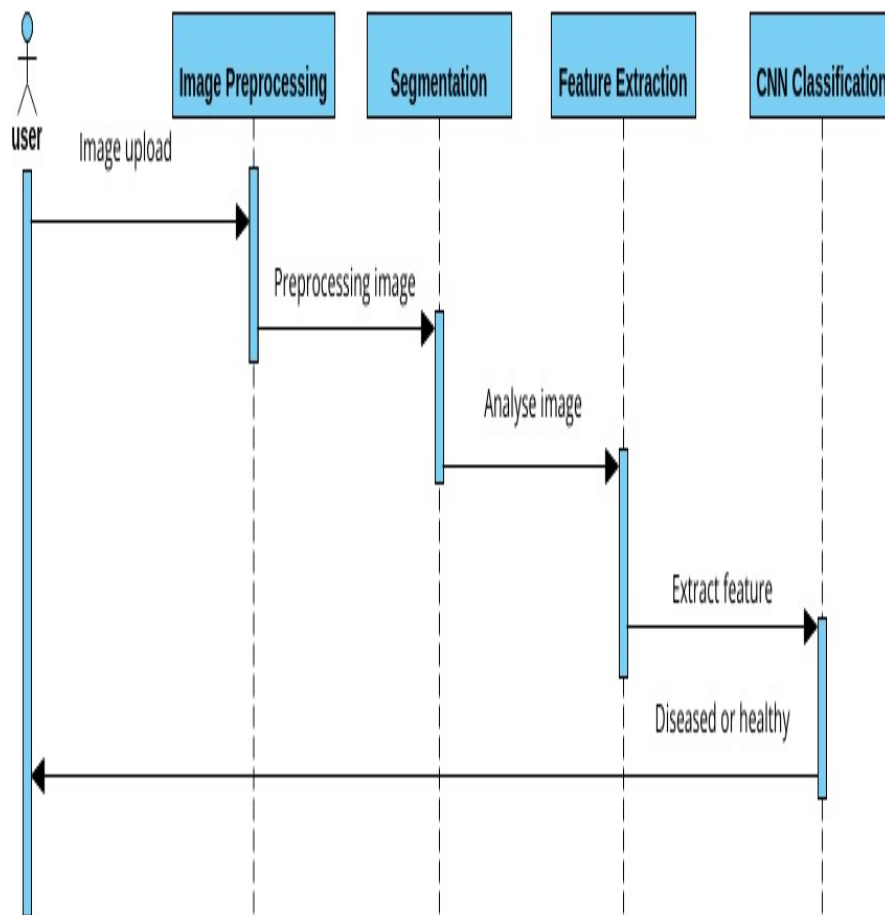 Image Preprocessing
Segmentation
Feature Extraction
CNN Classification
user
Image upload
Preprocessing image
Analyse image
Extract feature
Diseased or healthy